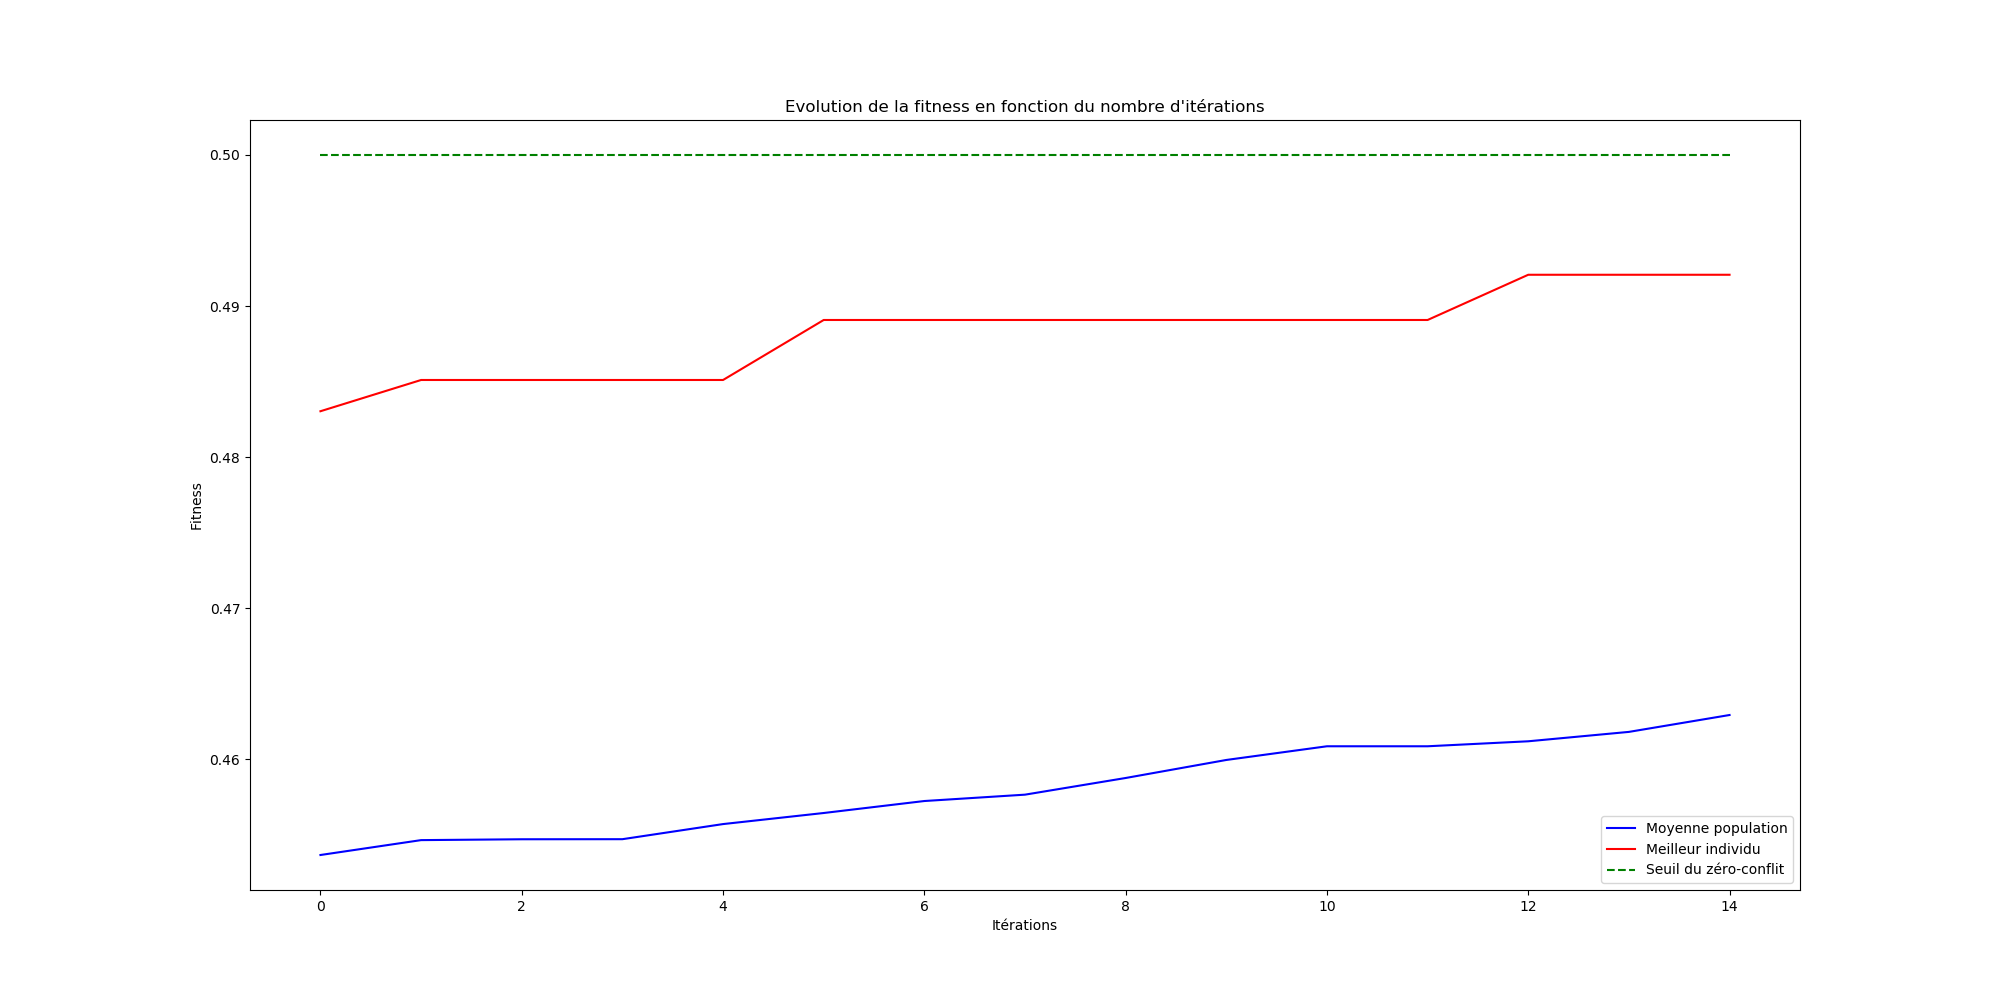 Evolution de la fitness en fonction du nombre d'itérations
0.50
0.49
0.48
0.47
0.46
Fitness
0 2 4 6 8 10 12 14
Itérations
Moyenne population
Meilleur individu
Seuil du zéro-conflit